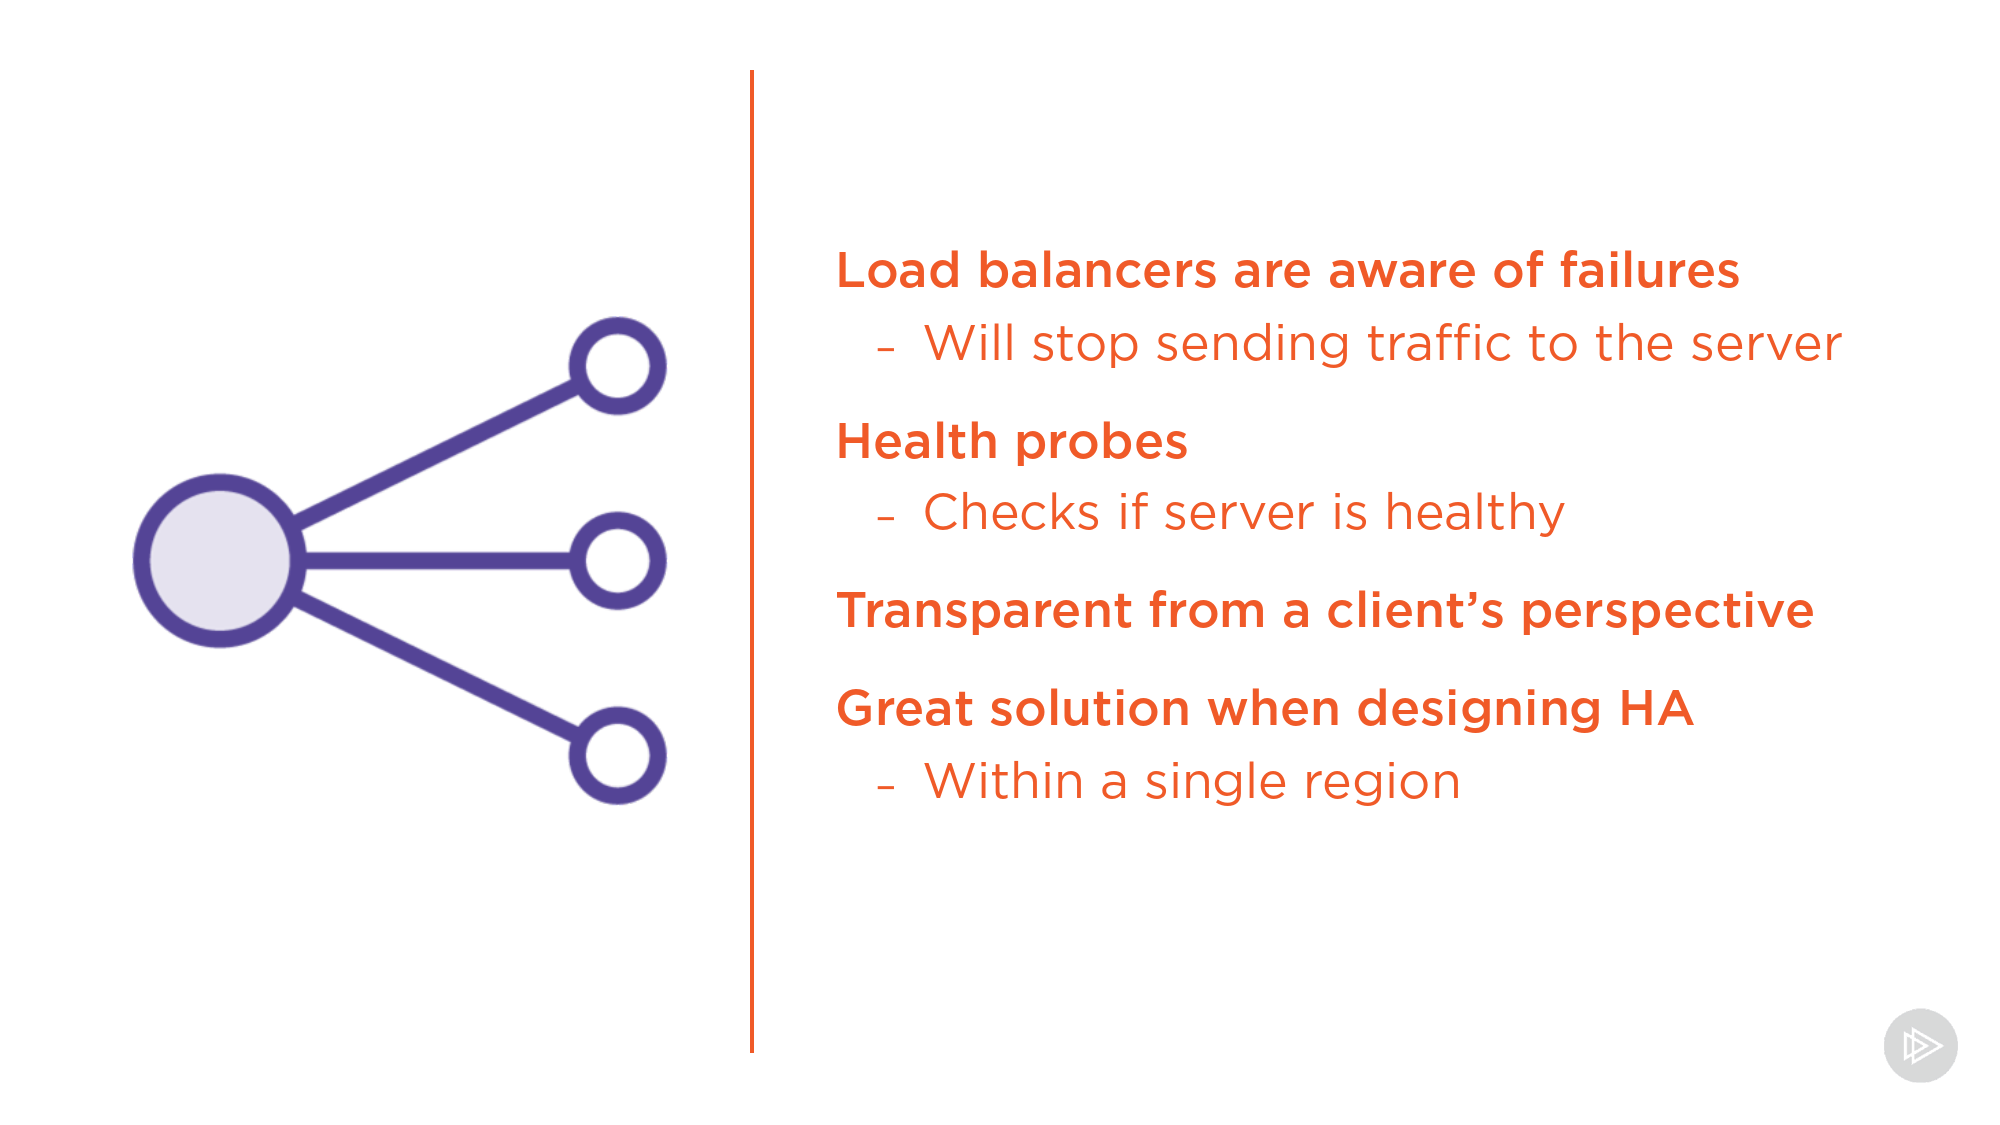 Load balancers are aware of failures
– Will stop sending traffic to the server
Health probes
– Checks if server is healthy
Transparent from a client’s perspective
Great solution when designing HA
– Within a single region